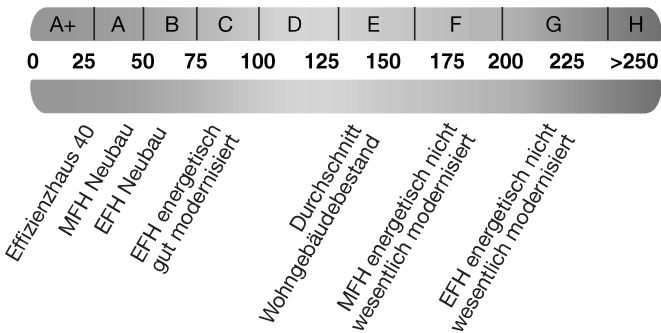 A+ A B C D E F G H
0 25 50 75 100 125 150 175 200 225 >250
Effizienzhaus 40
MFH Neubau
EFH Neubau
EFH energetisch
gut modernisiert
Durchschnitt
Wohngebäudebestand
MFH energetisch nicht
wesentlich modernisiert
EFH energetisch nicht
wesentlich modernisiert